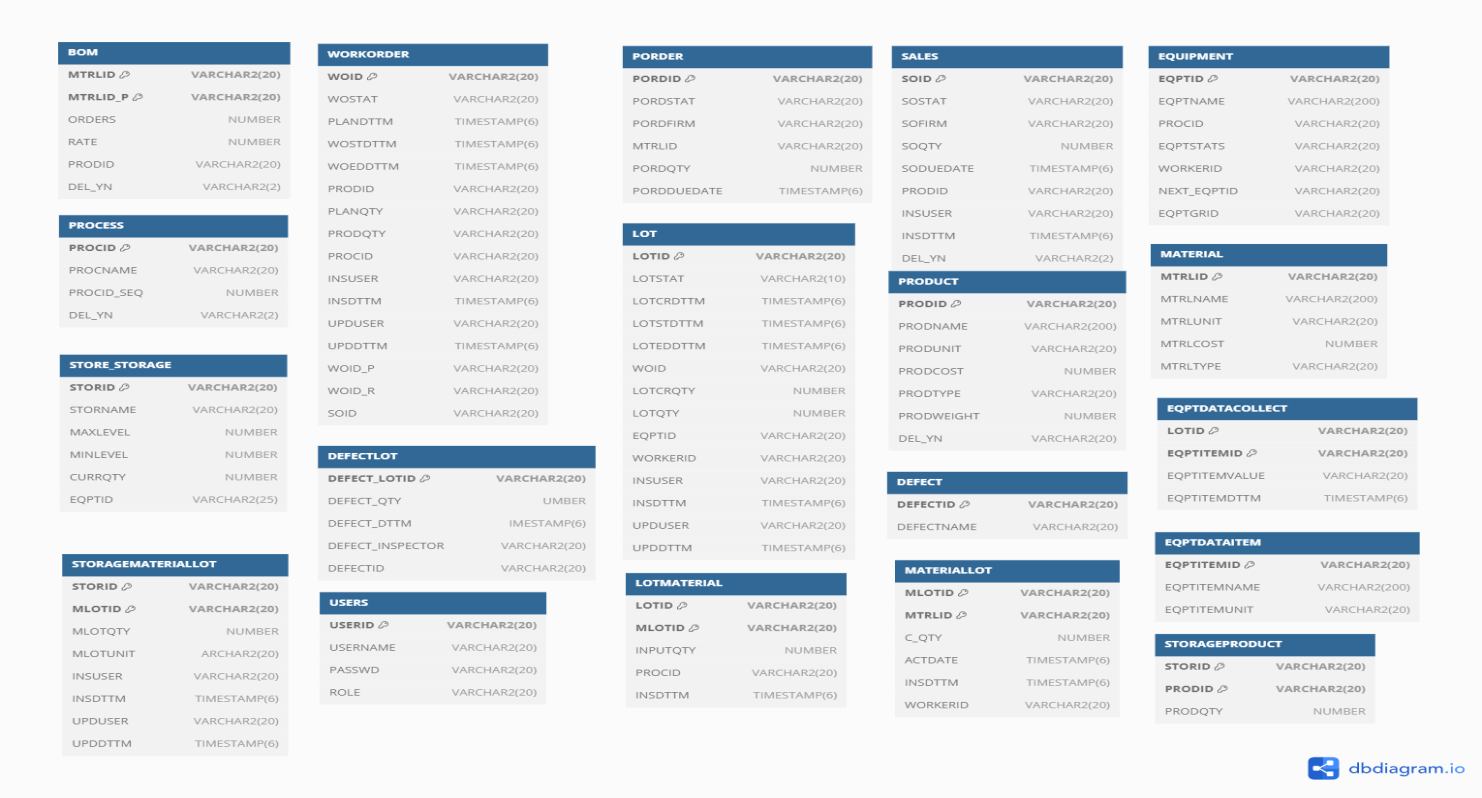 BOM
MTRLID VARCHAR2(20)
MTRLID_P VARCHAR2(20)
ORDERS NUMBER
RATE NUMBER
PRODID VARCHAR2(20)
DEL_YN VARCHAR2(2)
PROCESS
PROCID VARCHAR2(20)
PROCNAME VARCHAR2(20)
PROCID_SEQ NUMBER
DEL_YN VARCHAR2(2)
STORE_STORAGE
STORID VARCHAR2(20)
STORNAME VARCHAR2(20)
MAXLEVEL NUMBER
MINLEVEL NUMBER
CURRQTY NUMBER
EQPTID VARCHAR2(25)
STORAGEMATERIALLOT
STORID VARCHAR2(20)
MLOTID VARCHAR2(20)
MLOTQTY NUMBER
MLOTUNIT ARCHAR2(20)
INSUSER VARCHAR2(20)
INSDTTM TIMESTAMP(6)
UPDUSER VARCHAR2(20)
UPDDTTM TIMESTAMP(6)
WORKORDER
WOID VARCHAR2(20)
WOSTAT VARCHAR2(20)
PLANDTTM TIMESTAMP(6)
WOSTDTTM TIMESTAMP(6)
WOEDDTTM TIMESTAMP(6)
PRODID VARCHAR2(20)
PLANQTY VARCHAR2(20)
PRODQTY VARCHAR2(20)
PROCID VARCHAR2(20)
INSUSER VARCHAR2(20)
INSDTTM TIMESTAMP(6)
UPDUSER VARCHAR2(20)
UPDDTTM TIMESTAMP(6)
WOID_P VARCHAR2(20)
WOID_R VARCHAR2(20)
SOID VARCHAR2(20)
DEFECTLOT
DEFECT_LOTID VARCHAR2(20)
DEFECT_QTY UMBER
DEFECT_DTTM IMESTAMP(6)
DEFECT_INSPECTOR VARCHAR2(20)
DEFECTID VARCHAR2(20)
USERS
USERID VARCHAR2(20)
USERNAME VARCHAR2(20)
PASSWD VARCHAR2(20)
ROLE VARCHAR2(20)
PORDER
PORDID VARCHAR2(20)
PORDSTAT VARCHAR2(20)
PORDFIRM VARCHAR2(20)
MTRLID VARCHAR2(20)
PORDQTY NUMBER
PORDDUEDATE TIMESTAMP(6)
LOT
LOTID VARCHAR2(20)
LOTSTAT VARCHAR2(10)
LOTCRDTTM TIMESTAMP(6)
LOTSTDTTM TIMESTAMP(6)
LOTEDDTTM TIMESTAMP(6)
WOID VARCHAR2(20)
LOTCRQTY NUMBER
LOTQTY NUMBER
EQPTID VARCHAR2(20)
WORKERID VARCHAR2(20)
INSUSER VARCHAR2(20)
INSDTTM TIMESTAMP(6)
UPDUSER VARCHAR2(20)
UPDDTTM TIMESTAMP(6)
LOTMATERIAL
LOTID VARCHAR2(20)
MLOTID VARCHAR2(20)
INPUTQTY NUMBER
PROCID VARCHAR2(20)
INSDTTM TIMESTAMP(6)
SALES
SOID VARCHAR2(20)
SOSTAT VARCHAR2(20)
SOFIRM VARCHAR2(20)
SOQTY NUMBER
SODUEDATE TIMESTAMP(6)
PRODID VARCHAR2(20)
INSUSER VARCHAR2(20)
INSDTTM TIMESTAMP(6)
DEL_YN VARCHAR2(2)
PRODUCT
PRODID VARCHAR2(20)
PRODNAME VARCHAR2(200)
PRODUNIT VARCHAR2(20)
PRODCOST NUMBER
PRODTYPE VARCHAR2(20)
PRODWEIGHT NUMBER
DEL_YN VARCHAR2(20)
DEFECT
DEFECTID VARCHAR2(20)
DEFECTNAME VARCHAR2(20)
MATERIALLOT
MLOTID VARCHAR2(20)
MTRLID VARCHAR2(20)
C_QTY NUMBER
ACTDATE TIMESTAMP(6)
INSDTTM TIMESTAMP(6)
WORKERID VARCHAR2(20)
EQUIPMENT
EQPTID VARCHAR2(20)
EQPTNAME VARCHAR2(200)
PROCID VARCHAR2(20)
EQPTSTATS VARCHAR2(20)
WORKERID VARCHAR2(20)
NEXT_EQPTID VARCHAR2(20)
EQPTGRID VARCHAR2(20)
MATERIAL
MTRLID VARCHAR2(20)
MTRLNAME VARCHAR2(200)
MTRLUNIT VARCHAR2(20)
MTRLCOST NUMBER
MTRLTYPE VARCHAR2(20)
EQPTDATACOLLECT
LOTID VARCHAR2(20)
EQPTITEMID VARCHAR2(20)
EQPTITEMVALUE VARCHAR2(20)
EQPTITEMDTTM TIMESTAMP(6)
EQPTDATAITEM
EQPTITEMID VARCHAR2(20)
EQPTITEMNAME VARCHAR2(200)
EQPTITEMUNIT VARCHAR2(20)
STORAGEPRODUCT
STORID VARCHAR2(20)
PRODID VARCHAR2(20)
PRODQTY NUMBER
dbdiagram.io